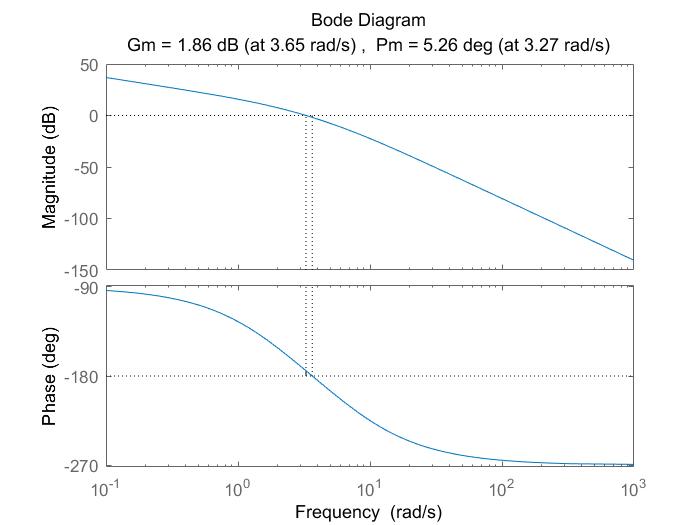 Bode Diagram
Gm = 1.86 dB (at 3.65 rad/s) ,  Pm = 5.26 deg (at 3.27 rad/s)
50
0
-50
-100
-150
Magnitude (dB)
-90
-180
-270
Phase (deg)
10^-1
10^0
10^1
10^2
10^3
Frequency  (rad/s)